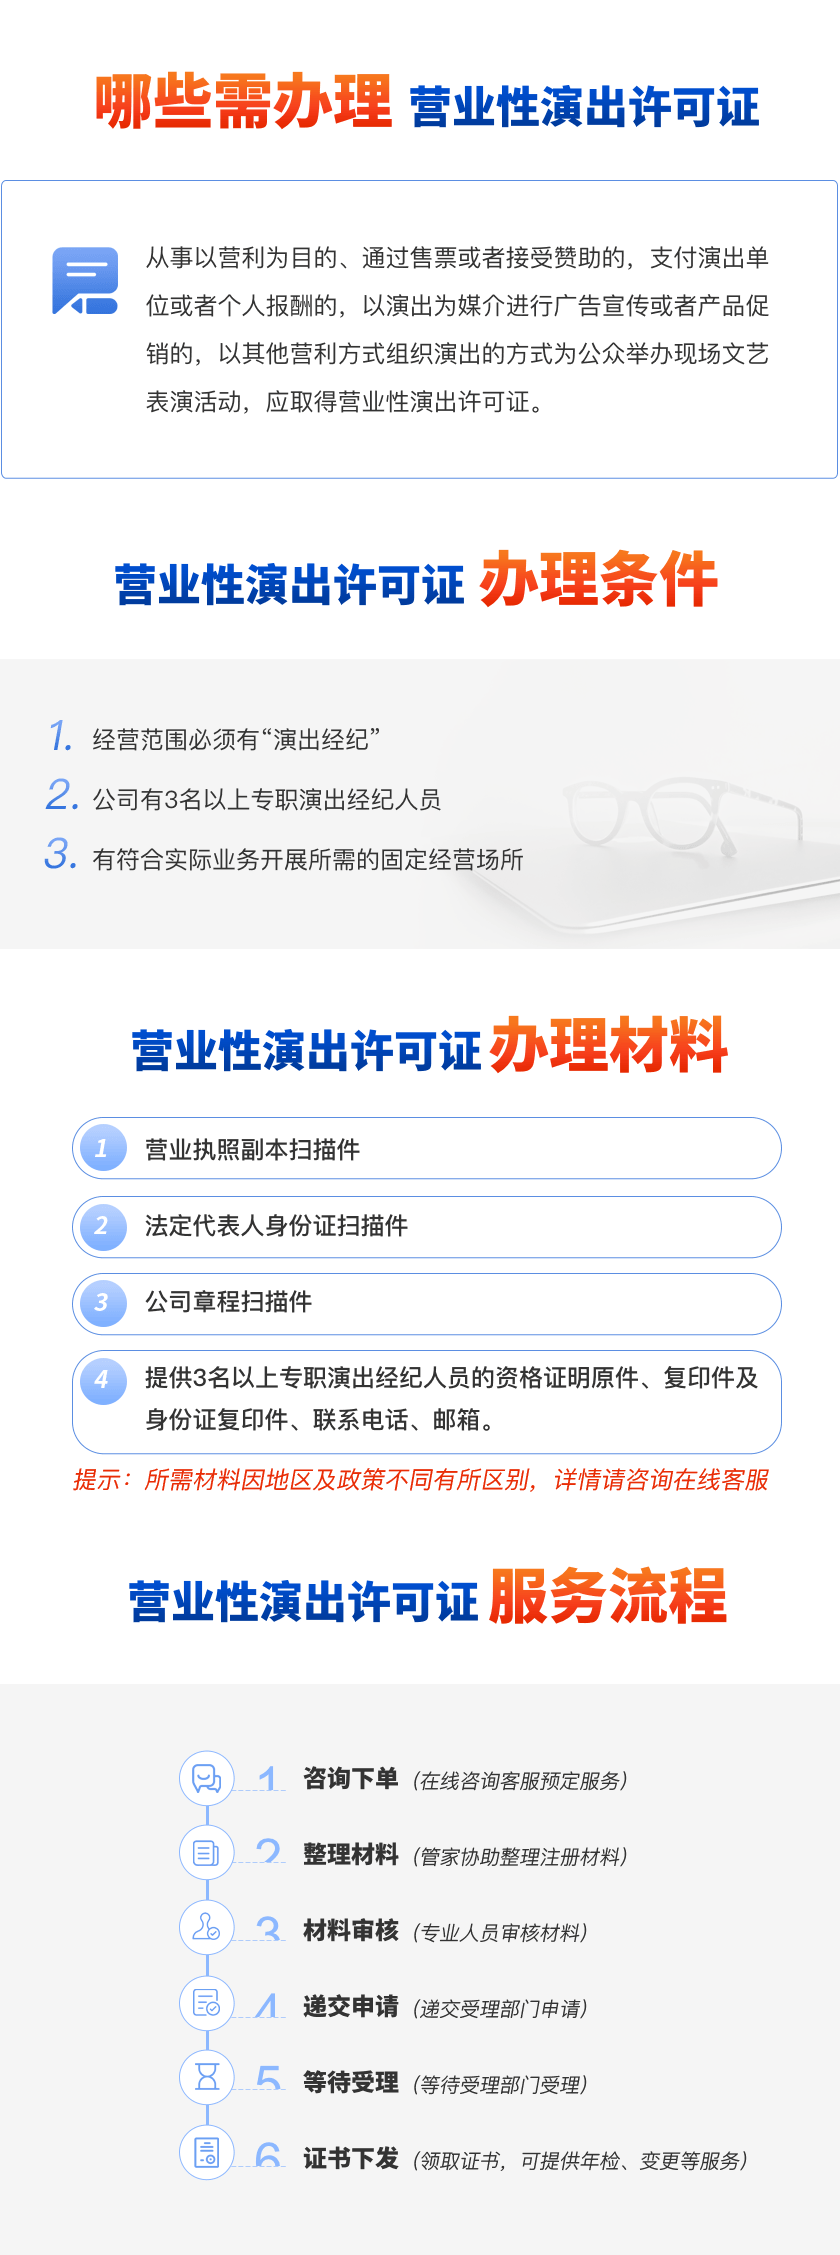 哪些需办理 营业性演出许可证
从事以营利为目的、通过售票或者接受赞助的，支付演出单
位或者个人报酬的，以演出为媒介进行广告宣传或者产品促
销的，以其他营利方式组织演出的方式为公众举办现场文艺
表演活动，应取得营业性演出许可证。
营业性演出许可证 办理条件
1. 经营范围必须有“演出经纪”
2. 公司有3名以上专职演出经纪人员
3. 有符合实际业务开展所需的固定经营场所
营业性演出许可证 办理材料
1 营业执照副本扫描件
2 法定代表人身份证扫描件
3 公司章程扫描件
4 提供3名以上专职演出经纪人员的资格证明原件、复印件及
身份证复印件、联系电话、邮箱。
提示：所需材料因地区及政策不同有所区别，详情请咨询在线客服
营业性演出许可证 服务流程
1 咨询下单（在线咨询客服预定服务）
2 整理材料（管家协助整理注册材料）
3 材料审核（专业人员审核材料）
4 递交申请（递交受理部门申请）
5 等待受理（等待受理部门受理）
6 证书下发（领取证书，可提供年检、变更等服务）